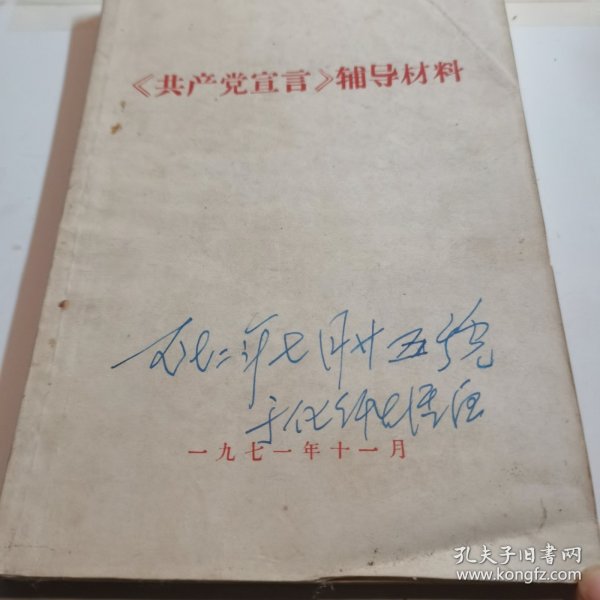 《共产党宣言》辅导材料
七二年七月廿五号
一九七一年十一月
孔夫子旧书网
www.kongfz.com